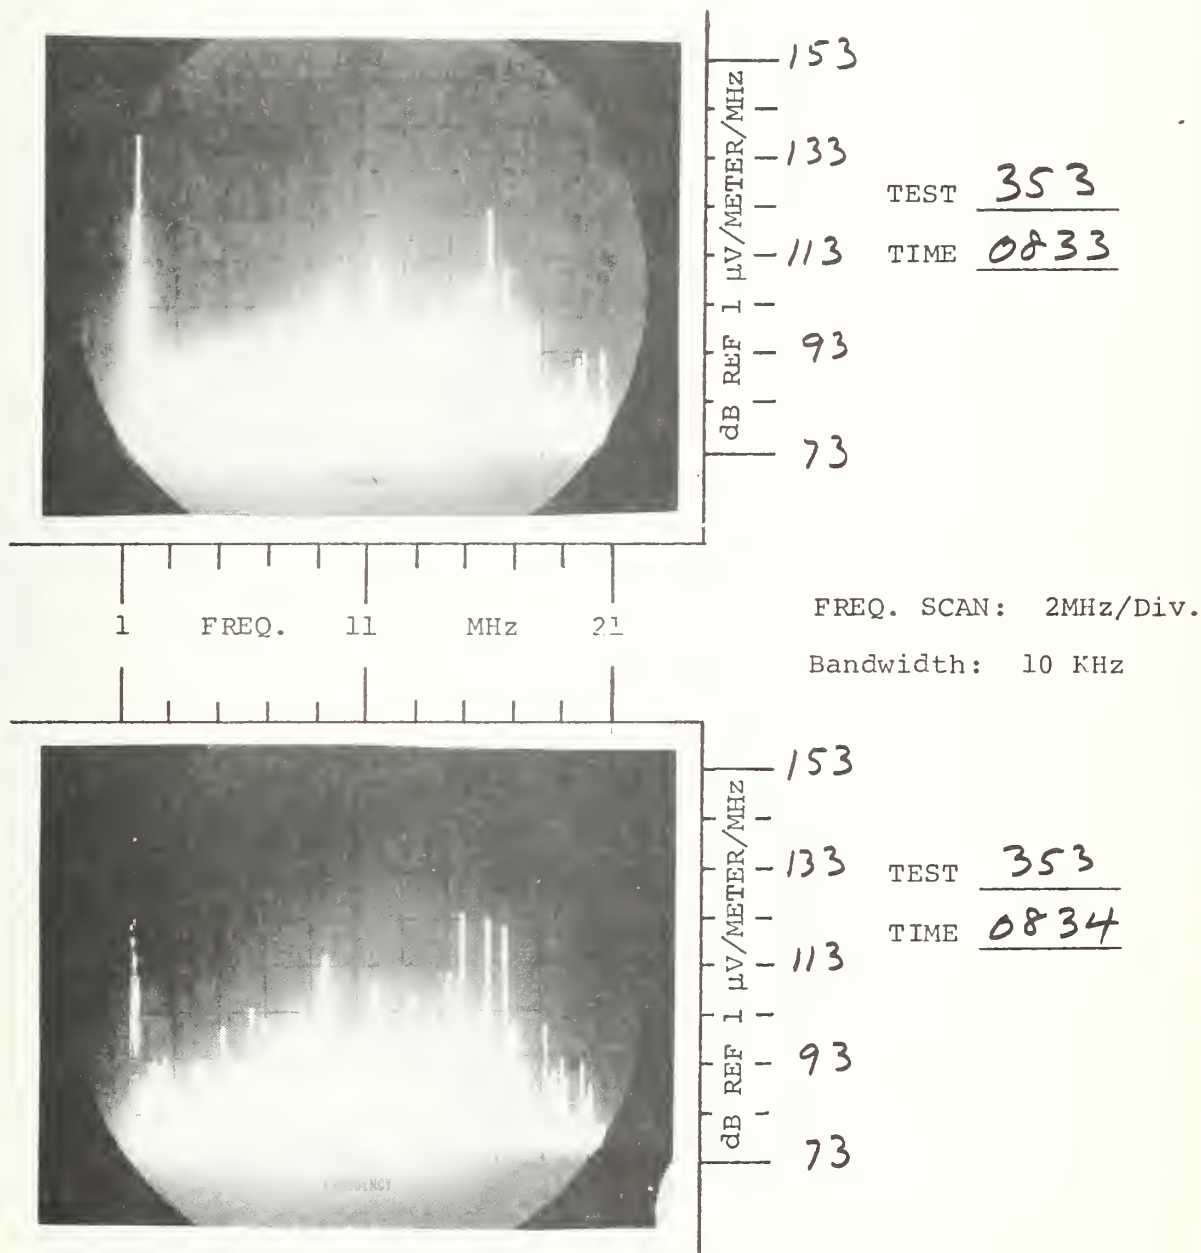 153
133
113
93
73
dB REF 1 μV/METER/MHz
TEST 353
TIME 0833
1 FREQ. 11 MHz 21
FREQ. SCAN: 2MHz/Div.
Bandwidth: 10 KHz
153
133
113
93
73
dB REF 1 μV/METER/MHz
TEST 353
TIME 0834